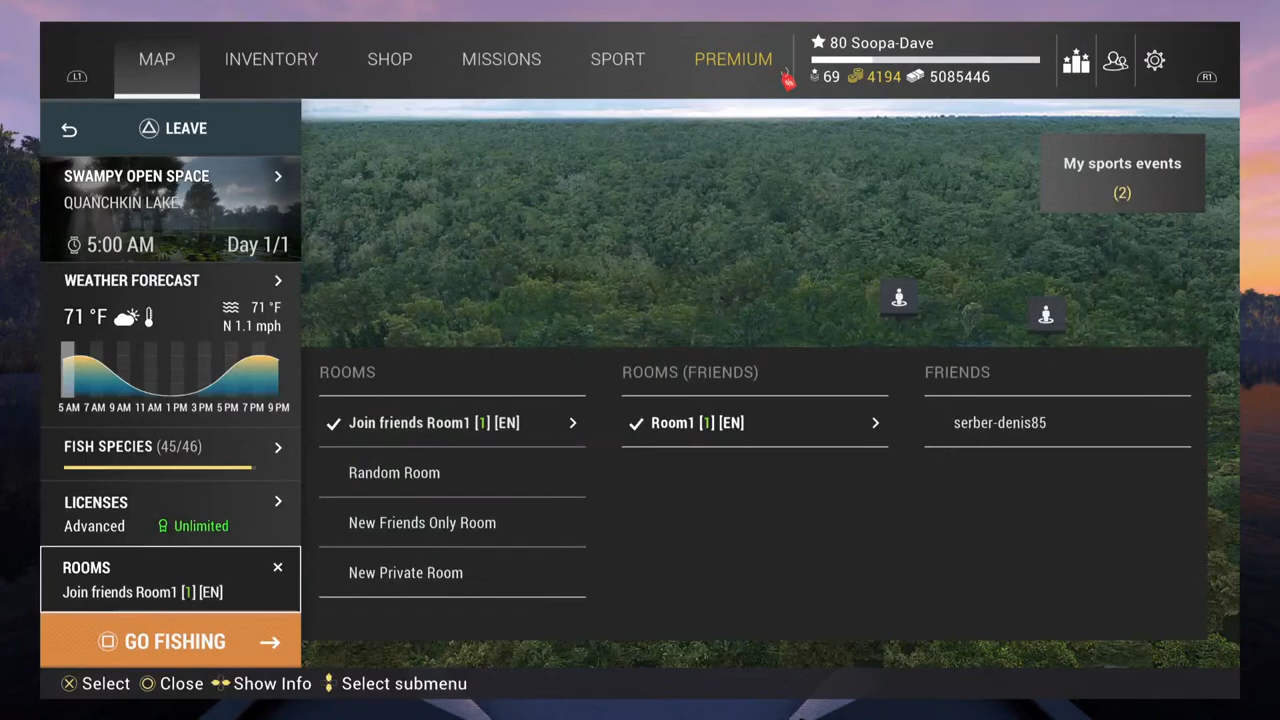 L1
MAP
INVENTORY
SHOP
MISSIONS
SPORT
PREMIUM
80 Soopa-Dave
69 4194 5085446
R1
LEAVE
SWAMPY OPEN SPACE
QUANCHKIN LAKE
5:00 AM Day 1/1
WEATHER FORECAST
71 °F
71 °F
N 1.1 mph
5 AM 7 AM 9 AM 11 AM 1 PM 3 PM 5 PM 7 PM 9 PM
FISH SPECIES (45/46)
LICENSES
Advanced Unlimited
ROOMS
Join friends Room1 [1] [EN]
GO FISHING
My sports events
(2)
ROOMS
Join friends Room1 [1] [EN]
Random Room
New Friends Only Room
New Private Room
ROOMS (FRIENDS)
Room1 [1] [EN]
FRIENDS
serber-denis85
Select Close Show Info Select submenu